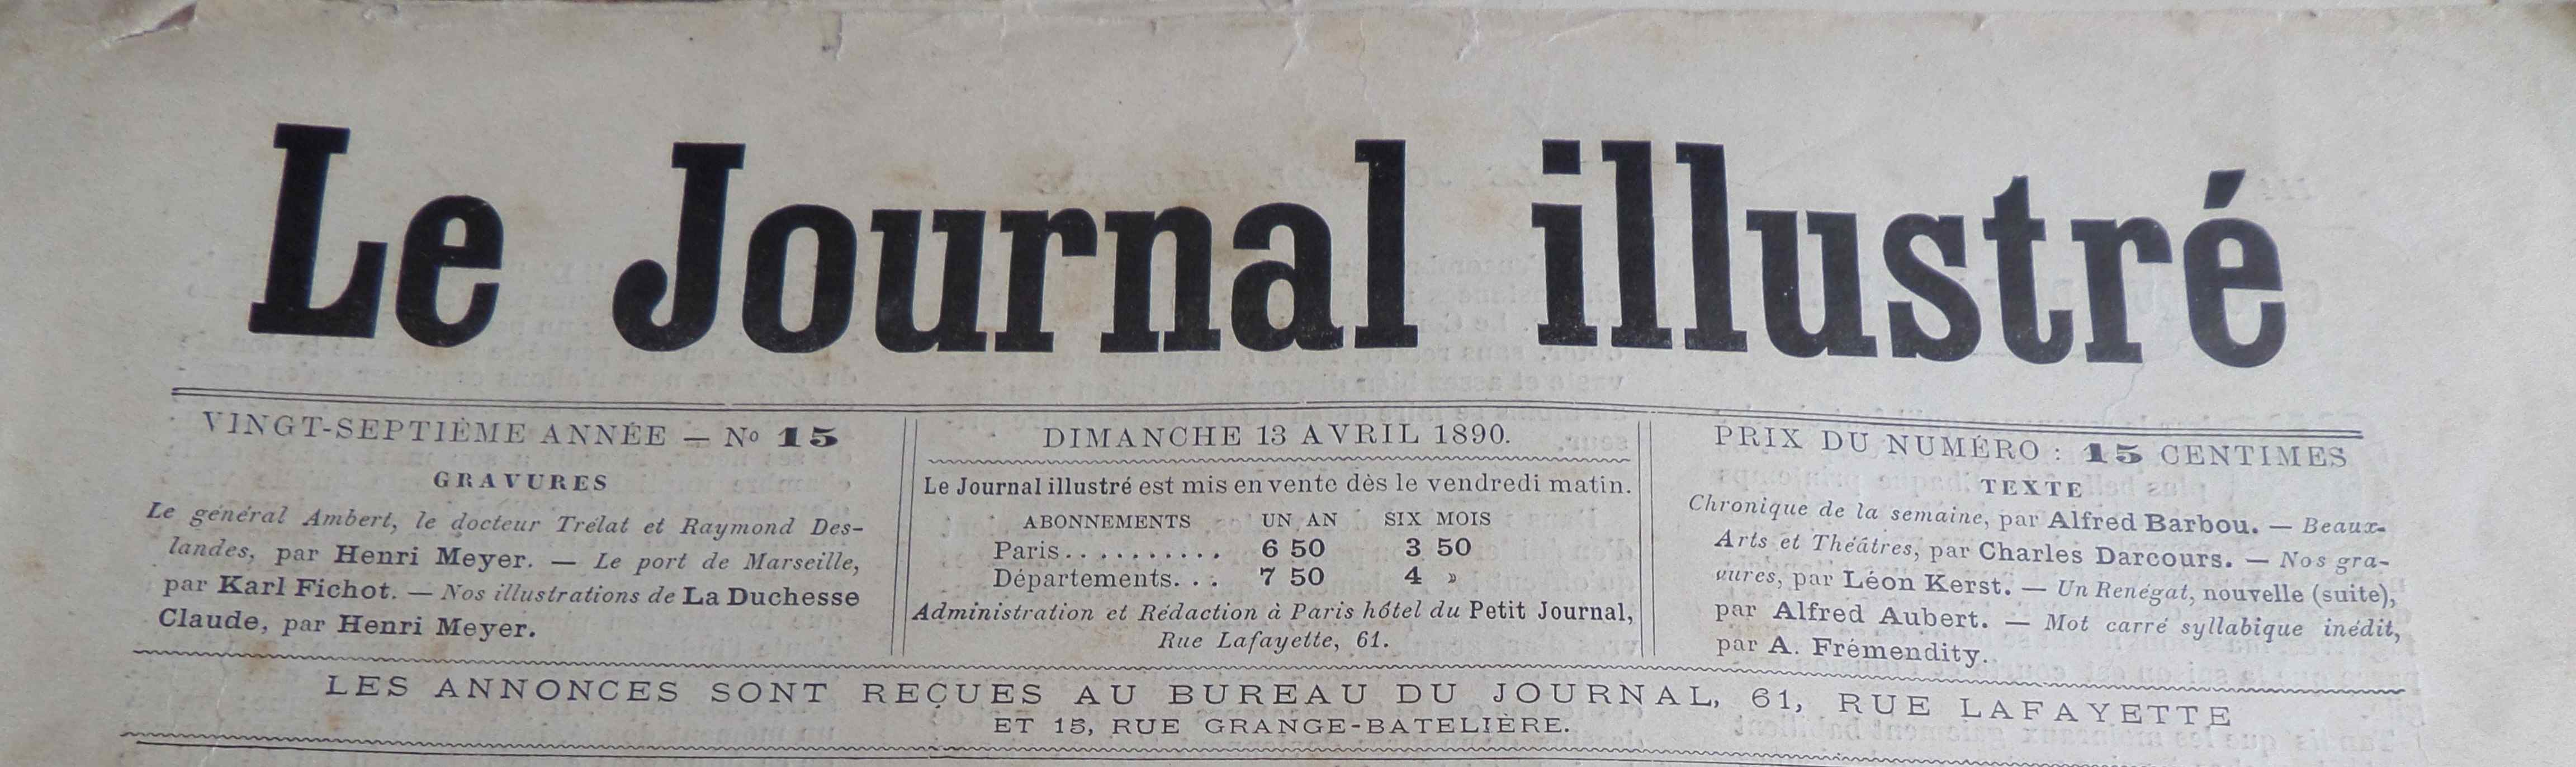 Le Journal illustré
VINGT-SEPTIÈME ANNÉE — No 15
GRAVURES
Le général Ambert, le docteur Trélat et Raymond Des-
landes, par Henri Meyer. — Le port de Marseille,
par Karl Fichot. — Nos illustrations de La Duchesse
Claude, par Henri Meyer.
DIMANCHE 13 AVRIL 1890.
Le Journal illustré est mis en vente dès le vendredi matin.
ABONNEMENTS UN AN SIX MOIS
Paris.......... 6 50 3 50
Départements... 7 50 4 »
Administration et Rédaction à Paris hôtel du Petit Journal,
Rue Lafayette, 61.
PRIX DU NUMÉRO : 15 CENTIMES
TEXTE
Chronique de la semaine, par Alfred Barbou. — Beaux-
Arts et Théâtres, par Charles Darcours. — Nos gra-
vures, par Léon Kerst. — Un Renégat, nouvelle (suite),
par Alfred Aubert. — Mot carré syllabique inédit,
par A. Frémendity.
LES ANNONCES SONT REÇUES AU BUREAU DU JOURNAL, 61, RUE LAFAYETTE
ET 15, RUE GRANGE-BATELIÈRE.